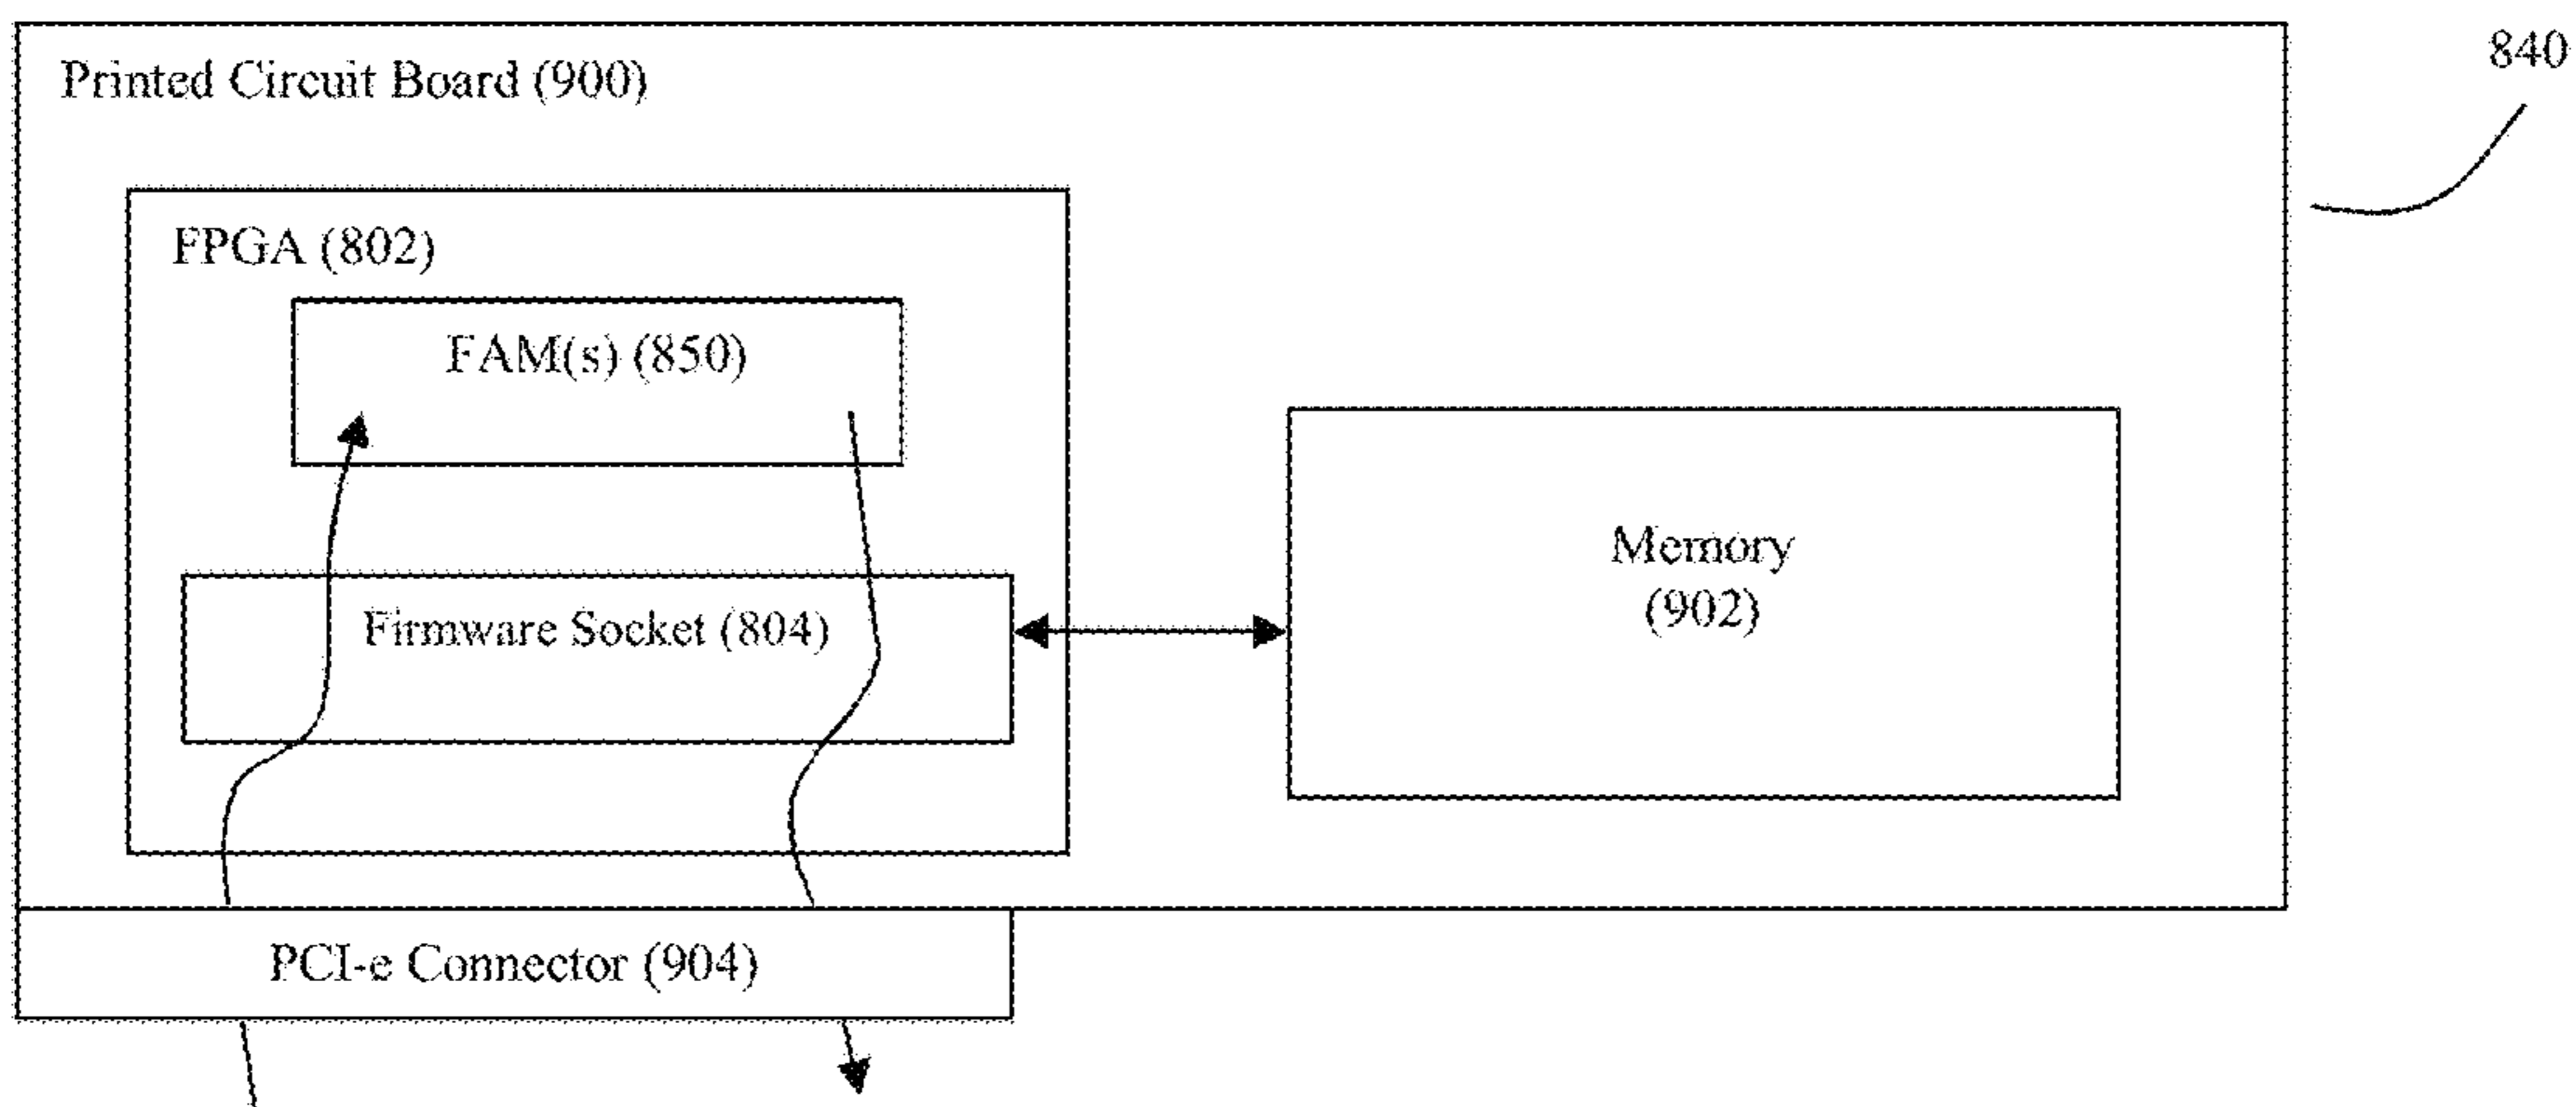 Printed Circuit Board (900)
840
FPGA (802)
FAM(s) (850)
Firmware Socket (804)
Memory
(902)
PCI-e Connector (904)